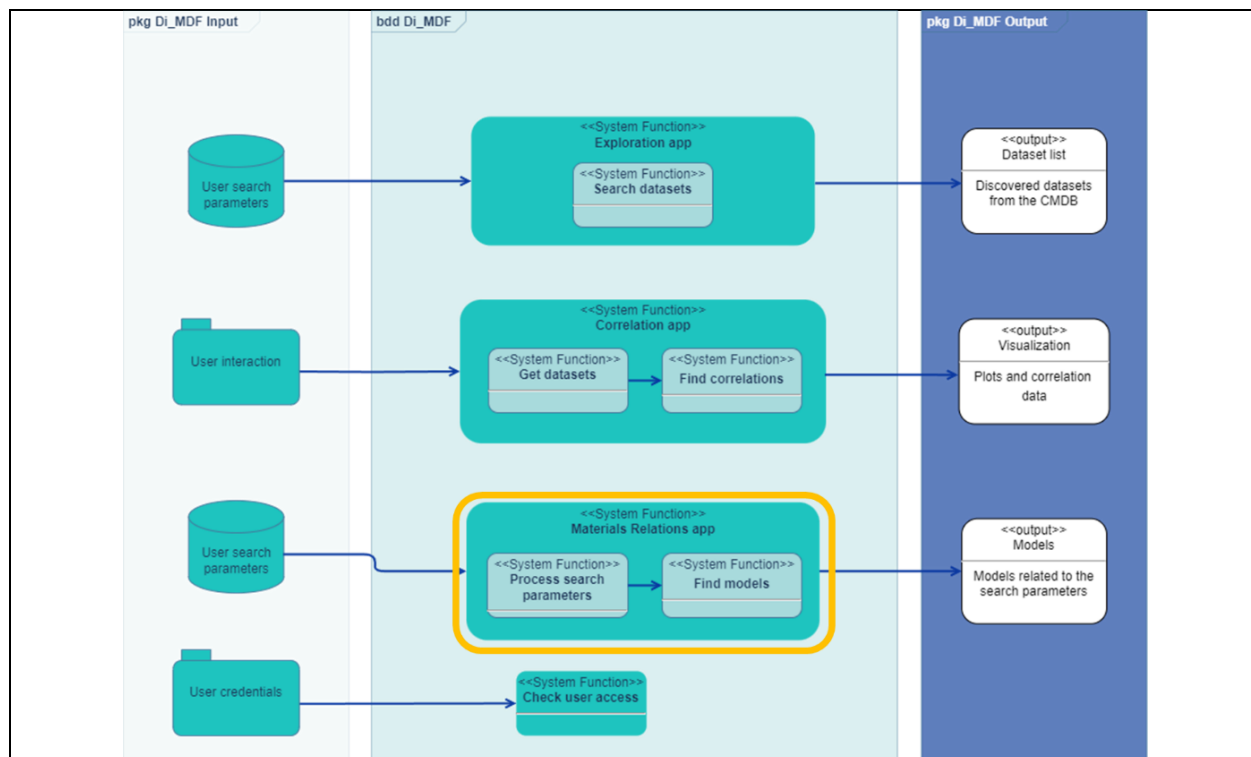 pkg Di_MDF Input
bdd Di_MDF
pkg Di_MDF Output
User search
parameters
<<System Function>>
Exploration app
<<System Function>>
Search datasets
<<output>>
Dataset list
Discovered datasets
from the CMDB
User interaction
<<System Function>>
Correlation app
<<System Function>>
Get datasets
<<System Function>>
Find correlations
<<output>>
Visualization
Plots and correlation
data
User search
parameters
<<System Function>>
Materials Relations app
<<System Function>>
Process search
parameters
<<System Function>>
Find models
<<output>>
Models
Models related to the
search parameters
User credentials
<<System Function>>
Check user access